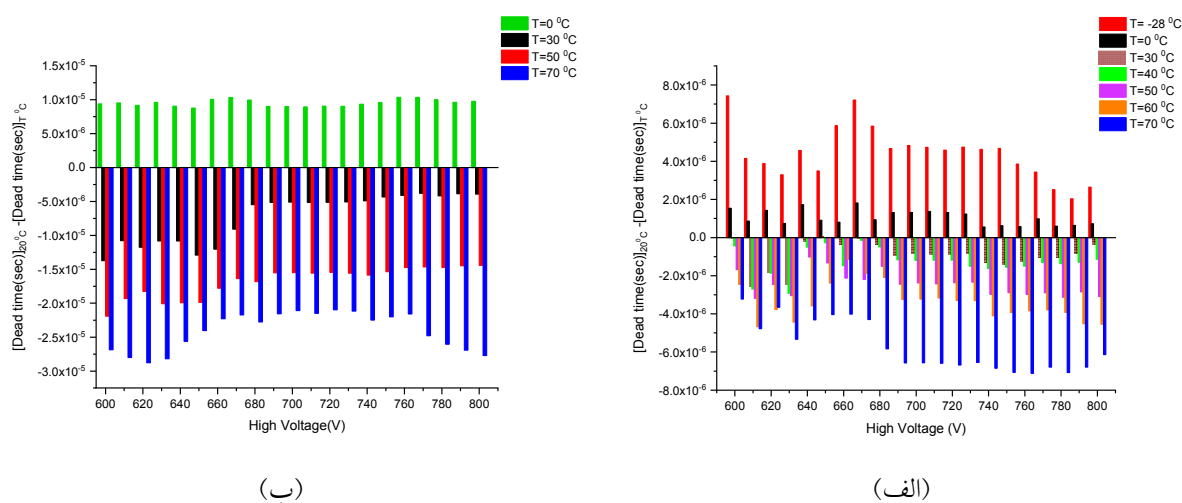 T=0 ⁰C
T=30 ⁰C
T=50 ⁰C
T=70 ⁰C
[Dead time(sec)]20⁰C -[Dead time(sec)]T ⁰C
1.5x10⁻⁵
1.0x10⁻⁵
5.0x10⁻⁶
0.0
-5.0x10⁻⁶
-1.0x10⁻⁵
-1.5x10⁻⁵
-2.0x10⁻⁵
-2.5x10⁻⁵
-3.0x10⁻⁵
600 620 640 660 680 700 720 740 760 780 800
High Voltage(V)
(ب)
T= -28 ⁰C
T=0 ⁰C
T=30 ⁰C
T=40 ⁰C
T=50 ⁰C
T=60 ⁰C
T=70 ⁰C
[Dead time(sec)]20⁰C -[Dead time(sec)]T ⁰C
8.0x10⁻⁶
6.0x10⁻⁶
4.0x10⁻⁶
2.0x10⁻⁶
0.0
-2.0x10⁻⁶
-4.0x10⁻⁶
-6.0x10⁻⁶
-8.0x10⁻⁶
600 620 640 660 680 700 720 740 760 780 800
High Voltage (V)
(الف)